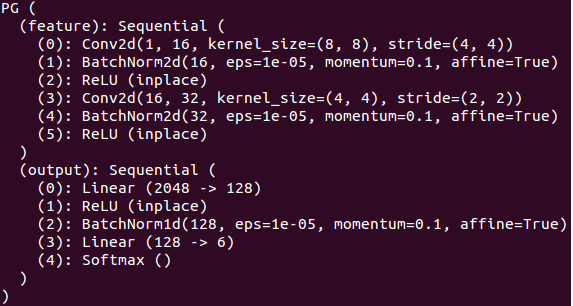 PG (
  (feature): Sequential (
    (0): Conv2d(1, 16, kernel_size=(8, 8), stride=(4, 4))
    (1): BatchNorm2d(16, eps=1e-05, momentum=0.1, affine=True)
    (2): ReLU (inplace)
    (3): Conv2d(16, 32, kernel_size=(4, 4), stride=(2, 2))
    (4): BatchNorm2d(32, eps=1e-05, momentum=0.1, affine=True)
    (5): ReLU (inplace)
  )
  (output): Sequential (
    (0): Linear (2048 -> 128)
    (1): ReLU (inplace)
    (2): BatchNorm1d(128, eps=1e-05, momentum=0.1, affine=True)
    (3): Linear (128 -> 6)
    (4): Softmax ()
  )
)